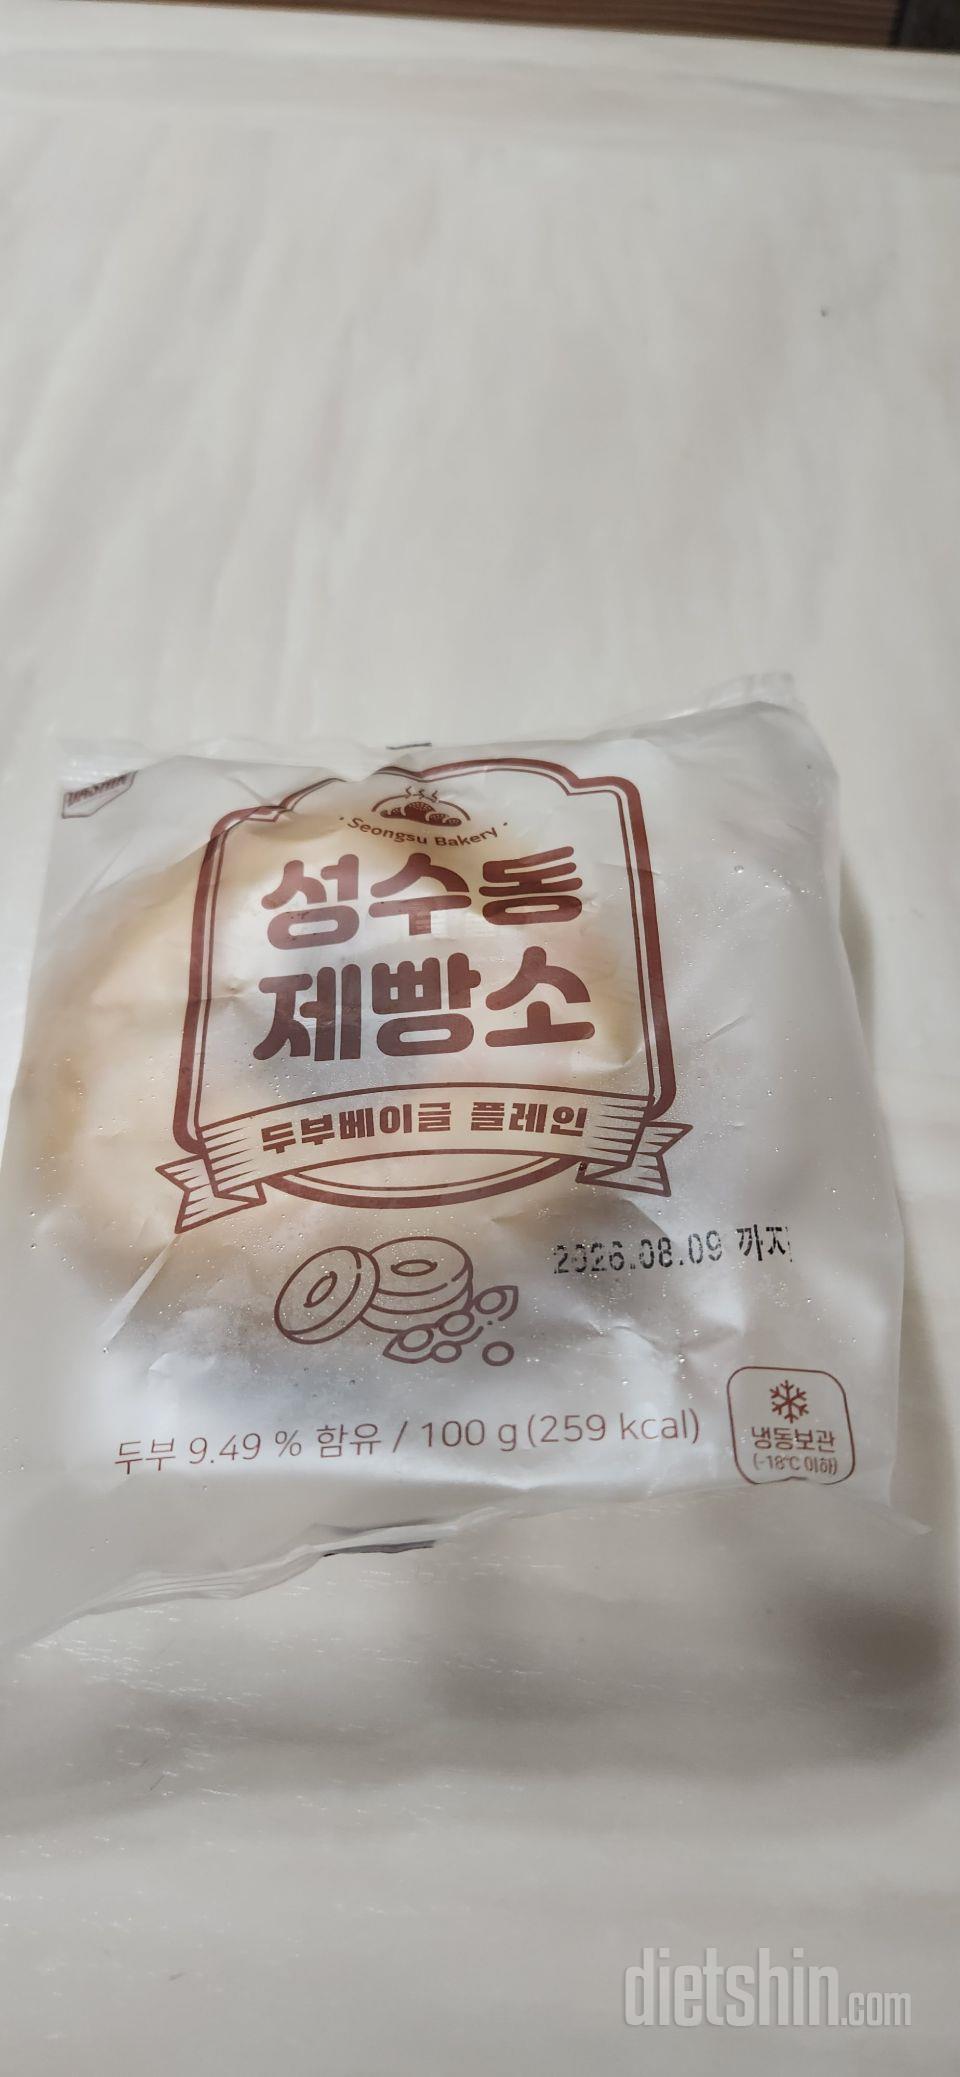 Seongsu Bakery
성수동
제빵소
두부베이글 플레인
2026.08.09 까지
두부 9.49 % 함유 / 100 g (259 kcal)
냉동보관
(-18℃ 이하)
dietshin.com